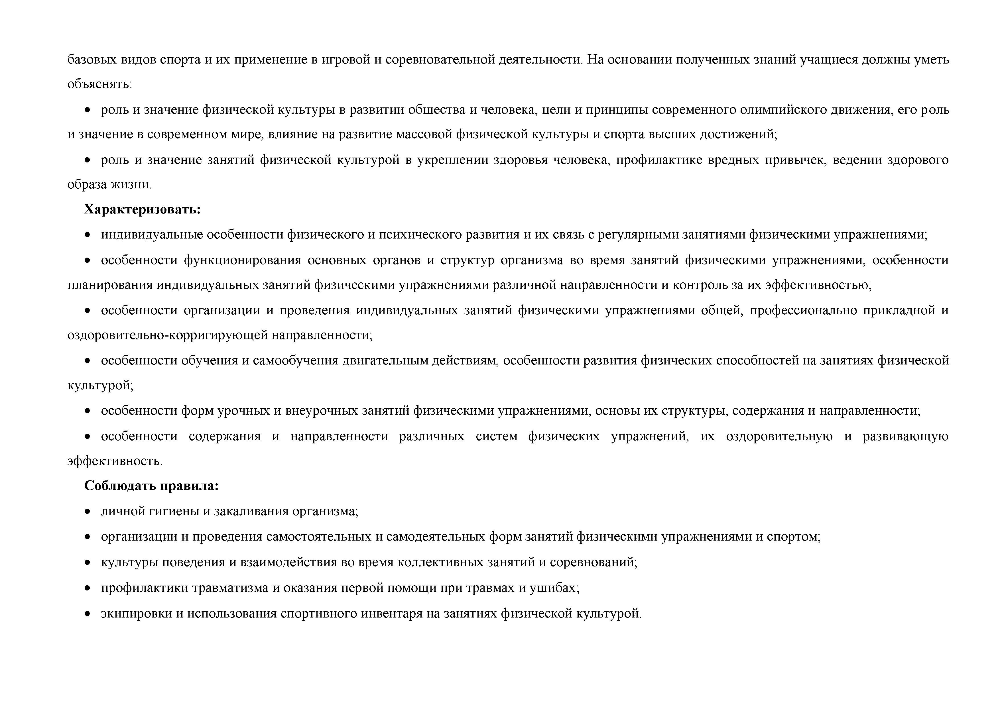 базовых видов спорта и их применение в игровой и соревновательной деятельности. На основании полученных знаний учащиеся должны уметь
объяснять:
• роль и значение физической культуры в развитии общества и человека, цели и принципы современного олимпийского движения, его роль
и значение в современном мире, влияние на развитие массовой физической культуры и спорта высших достижений;
• роль и значение занятий физической культурой в укреплении здоровья человека, профилактике вредных привычек, ведении здорового
образа жизни.
Характеризовать:
• индивидуальные особенности физического и психического развития и их связь с регулярными занятиями физическими упражнениями;
• особенности функционирования основных органов и структур организма во время занятий физическими упражнениями, особенности
планирования индивидуальных занятий физическими упражнениями различной направленности и контроль за их эффективностью;
• особенности организации и проведения индивидуальных занятий физическими упражнениями общей, профессионально прикладной и
оздоровительно-корригирующей направленности;
• особенности обучения и самообучения двигательным действиям, особенности развития физических способностей на занятиях физической
культурой;
• особенности форм урочных и внеурочных занятий физическими упражнениями, основы их структуры, содержания и направленности;
• особенности содержания и направленности различных систем физических упражнений, их оздоровительную и развивающую
эффективность.
Соблюдать правила:
• личной гигиены и закаливания организма;
• организации и проведения самостоятельных и самодеятельных форм занятий физическими упражнениями и спортом;
• культуры поведения и взаимодействия во время коллективных занятий и соревнований;
• профилактики травматизма и оказания первой помощи при травмах и ушибах;
• экипировки и использования спортивного инвентаря на занятиях физической культурой.